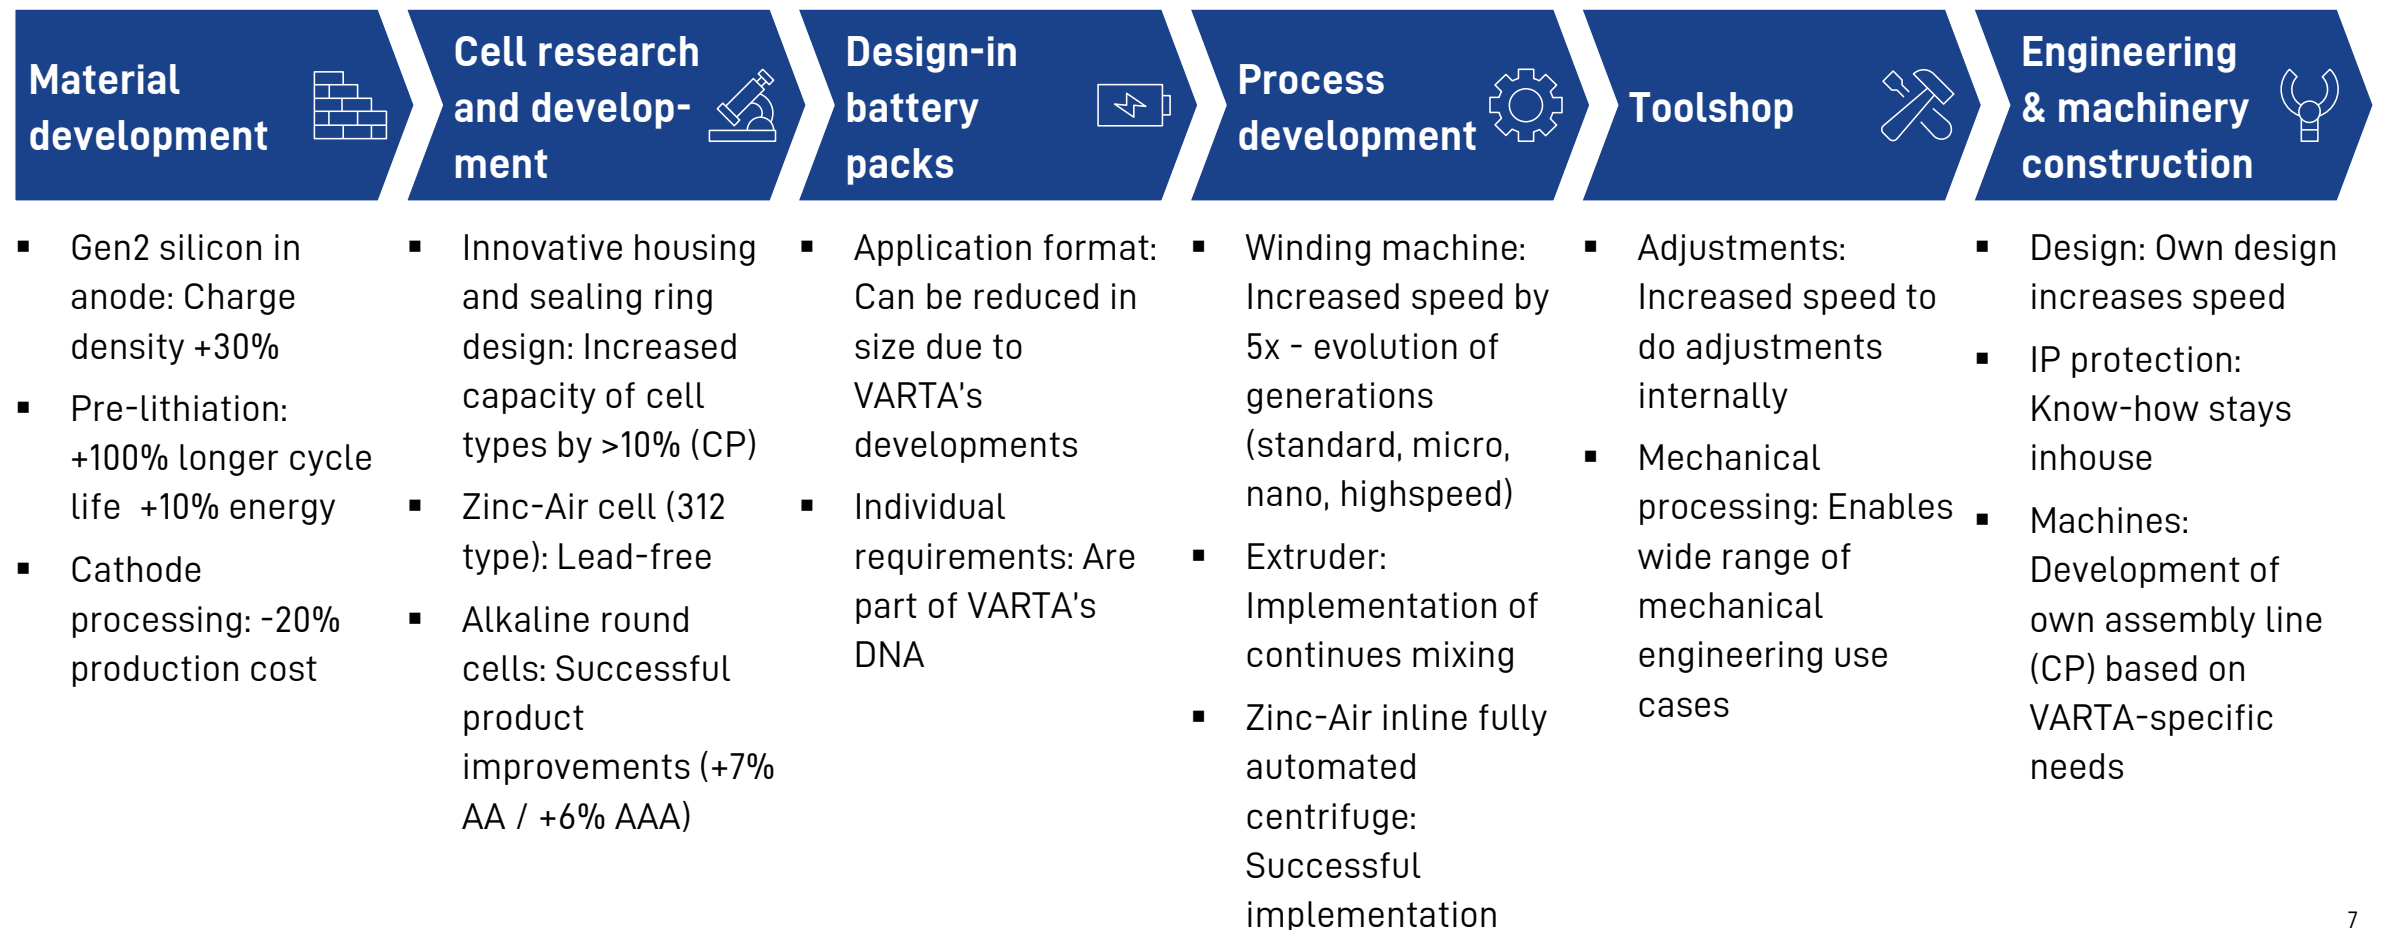 Material
development
Cell research
and develop-
ment
Design-in
battery
packs
Process
development
Toolshop
Engineering
& machinery
construction
▪ Gen2 silicon in
anode: Charge
density +30%
▪ Pre-lithiation:
+100% longer cycle
life  +10% energy
▪ Cathode
processing: -20%
production cost
▪ Innovative housing
and sealing ring
design: Increased
capacity of cell
types by >10% (CP)
▪ Zinc-Air cell (312
type): Lead-free
▪ Alkaline round
cells: Successful
product
improvements (+7%
AA / +6% AAA)
▪ Application format:
Can be reduced in
size due to
VARTA's
developments
▪ Individual
requirements: Are
part of VARTA's
DNA
▪ Winding machine:
Increased speed by
5x - evolution of
generations
(standard, micro,
nano, highspeed)
▪ Extruder:
Implementation of
continues mixing
▪ Zinc-Air inline fully
automated
centrifuge:
Successful
implementation
▪ Adjustments:
Increased speed to
do adjustments
internally
▪ Mechanical
processing: Enables
wide range of
mechanical
engineering use
cases
▪ Design: Own design
increases speed
▪ IP protection:
Know-how stays
inhouse
▪ Machines:
Development of
own assembly line
(CP) based on
VARTA-specific
needs
7